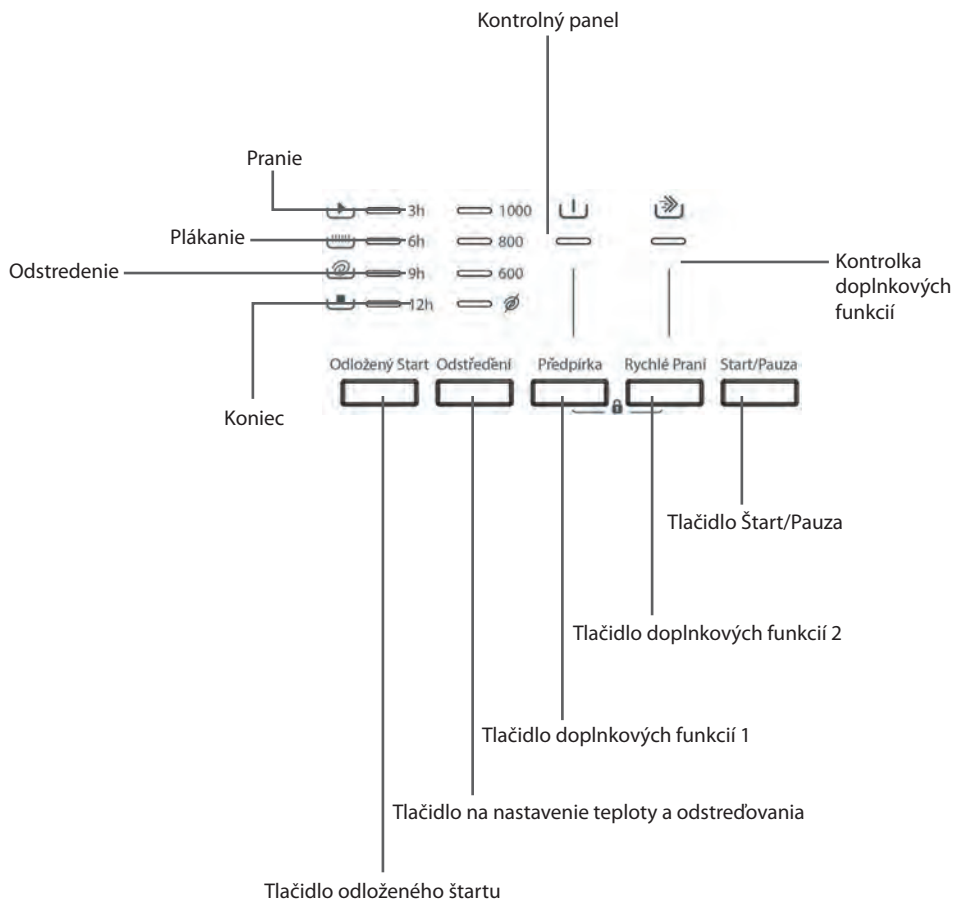 Kontrolný panel
Pranie
3h
1000
Plákanie
6h
800
Odstredenie
9h
600
Kontrolka
doplnkových
funkcií
12h
Koniec
Odložený Start
Odstředění
Předpírka
Rychlé Praní
Start/Pauza
Tlačidlo Štart/Pauza
Tlačidlo doplnkových funkcií 2
Tlačidlo doplnkových funkcií 1
Tlačidlo na nastavenie teploty a odstreďovania
Tlačidlo odloženého štartu